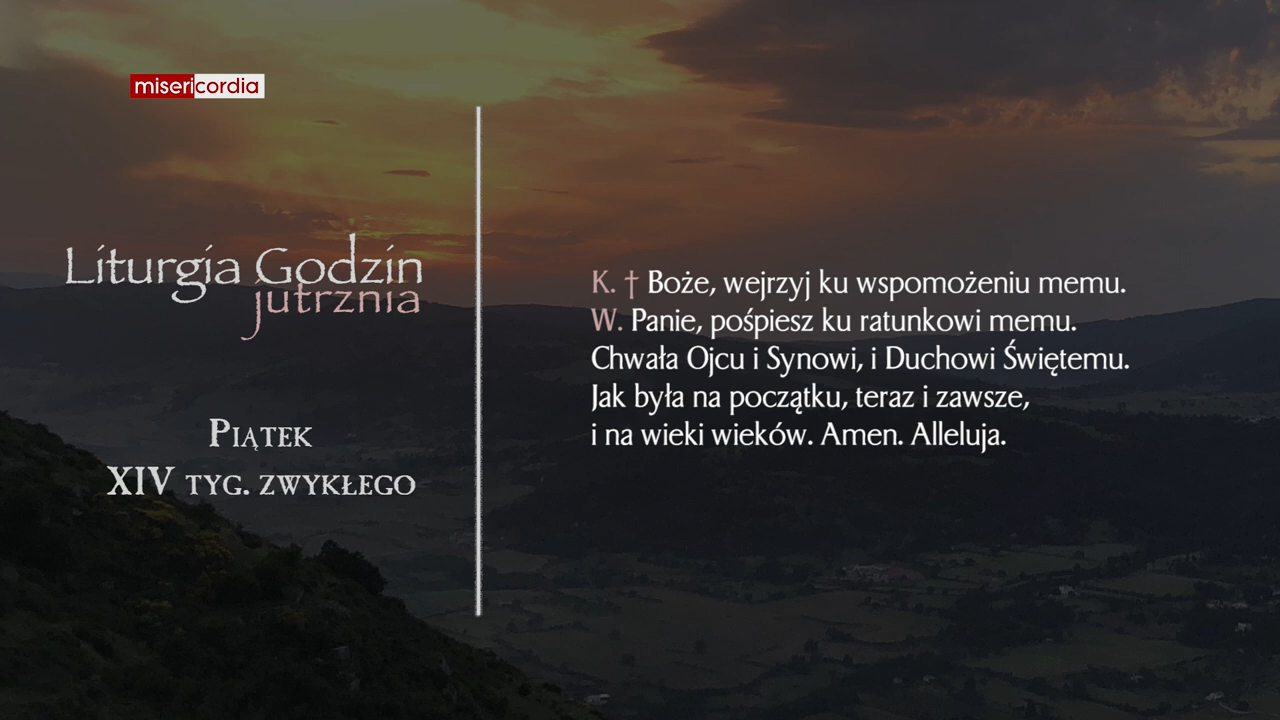 misericordia
Liturgia Godzin
jutrznia
Piątek
XIV tyg. zwykłego
K. † Boże, wejrzyj ku wspomożeniu memu.
W. Panie, pośpiesz ku ratunkowi memu.
Chwała Ojcu i Synowi, i Duchowi Świętemu.
Jak była na początku, teraz i zawsze,
i na wieki wieków. Amen. Alleluja.